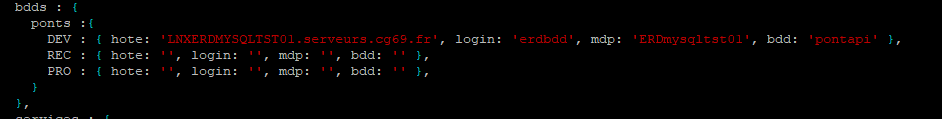 bdds : {
ponts :{
DEV : { hote: 'LNXERDMYSQLTST01.serveurs.cg69.fr', login: 'erdbdd', mdp: 'ERDmysqltst01', bdd: 'pontapi' },
REC : { hote: '', login: '', mdp: '', bdd: '' },
PRO : { hote: '', login: '', mdp: '', bdd: '' },
}
},
services : {